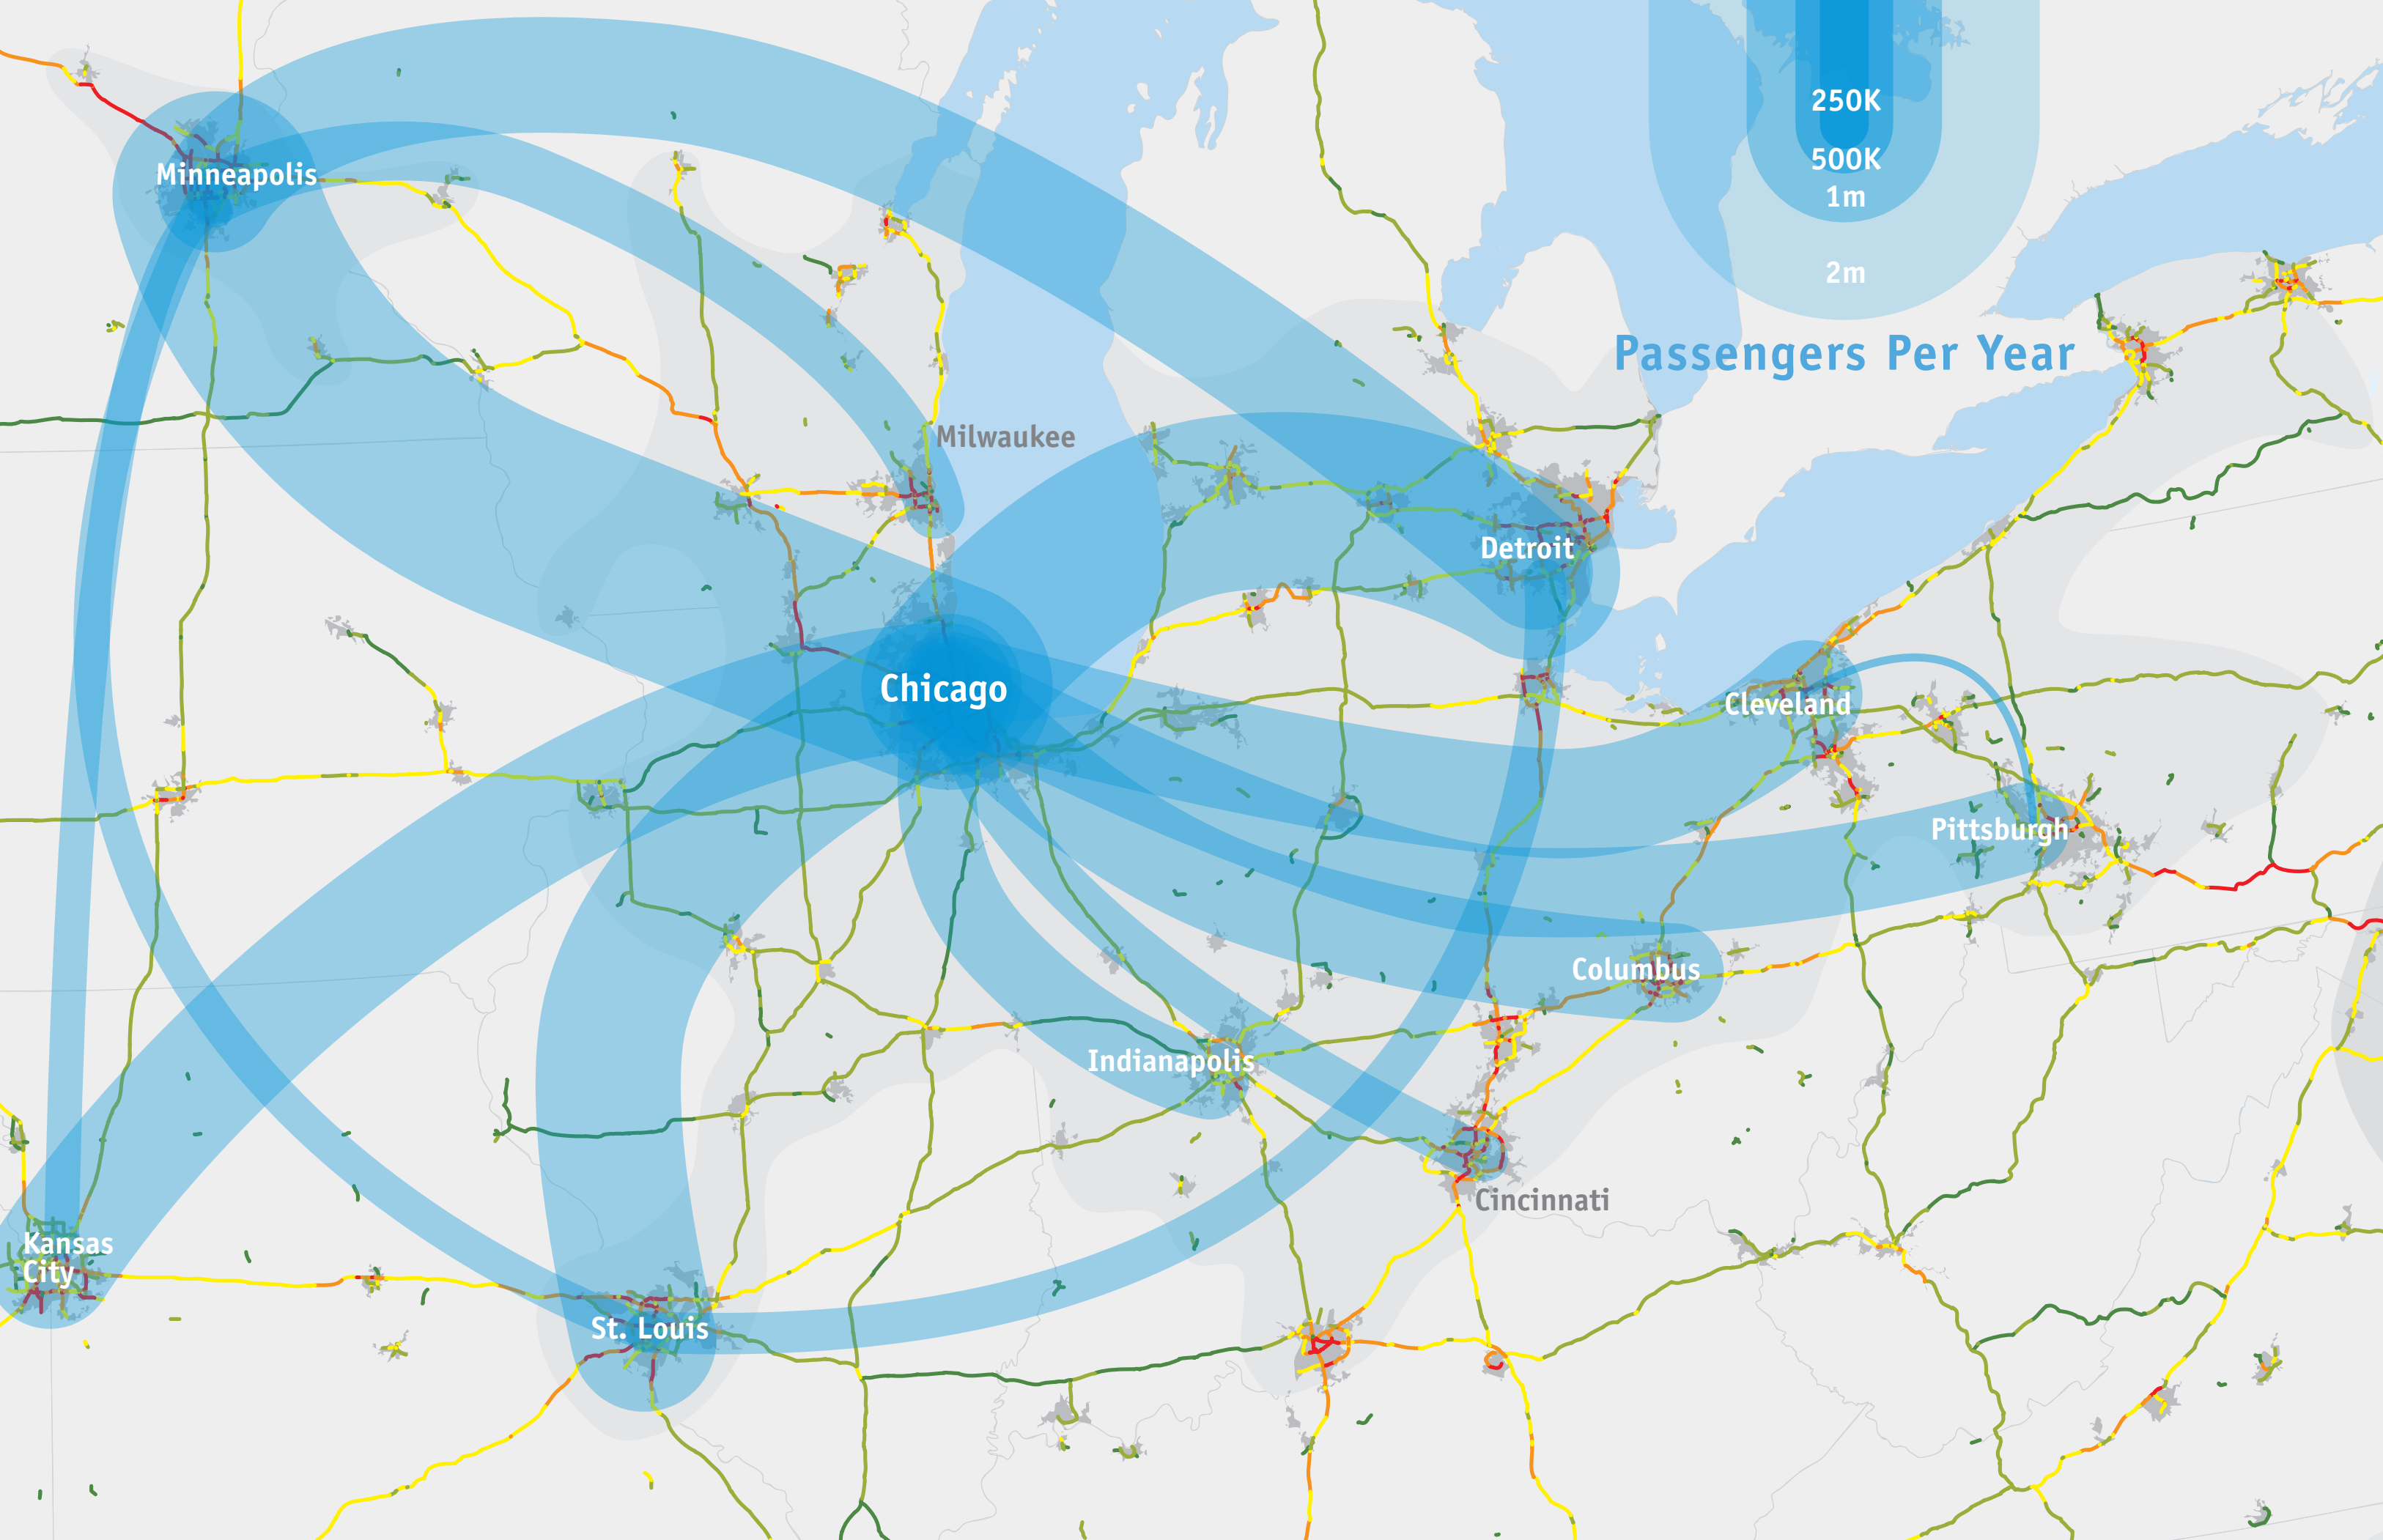 250K
500K
1m
2m
Passengers Per Year
Minneapolis
Milwaukee
Detroit
Chicago
Cleveland
Pittsburgh
Columbus
Indianapolis
Cincinnati
Kansas
City
St. Louis